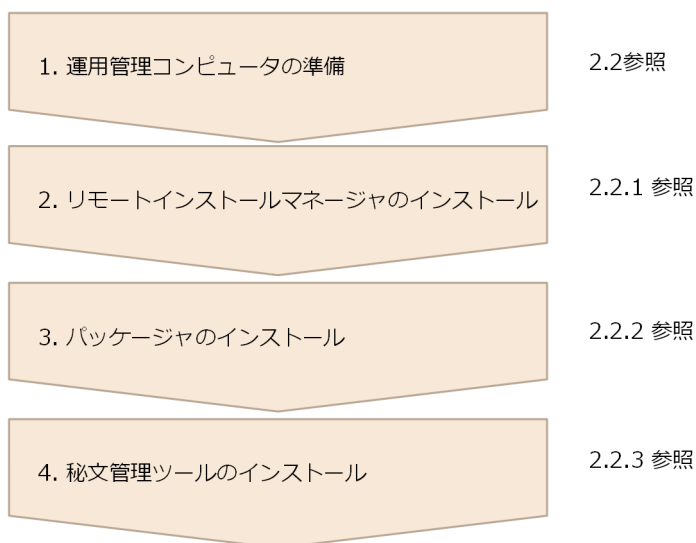 1. 運用管理コンピュータの準備
2.2参照
2. リモートインストールマネージャのインストール
2.2.1 参照
3. パッケージャのインストール
2.2.2 参照
4. 秘文管理ツールのインストール
2.2.3 参照